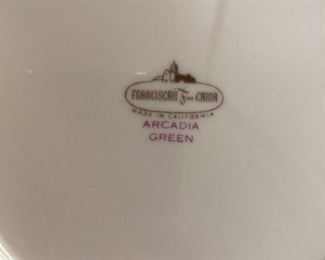 FRANCISCAN Fine CHINA
MADE IN CALIFORNIA
ARCADIA
GREEN